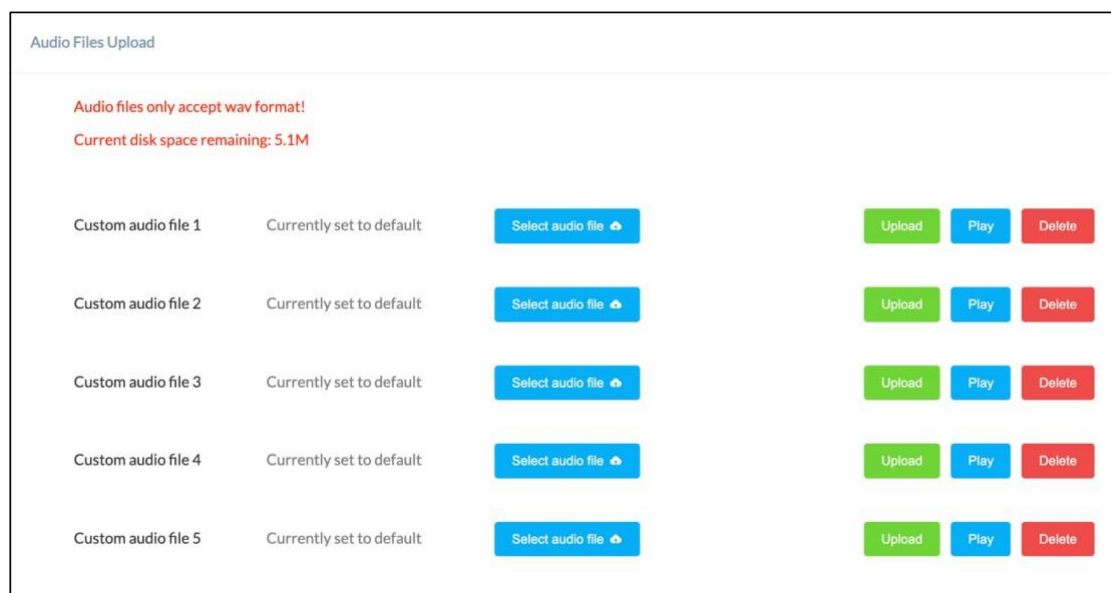 Audio Files Upload
Audio files only accept wav format!
Current disk space remaining: 5.1M
Custom audio file 1 Currently set to default Select audio file Upload Play Delete
Custom audio file 2 Currently set to default Select audio file Upload Play Delete
Custom audio file 3 Currently set to default Select audio file Upload Play Delete
Custom audio file 4 Currently set to default Select audio file Upload Play Delete
Custom audio file 5 Currently set to default Select audio file Upload Play Delete